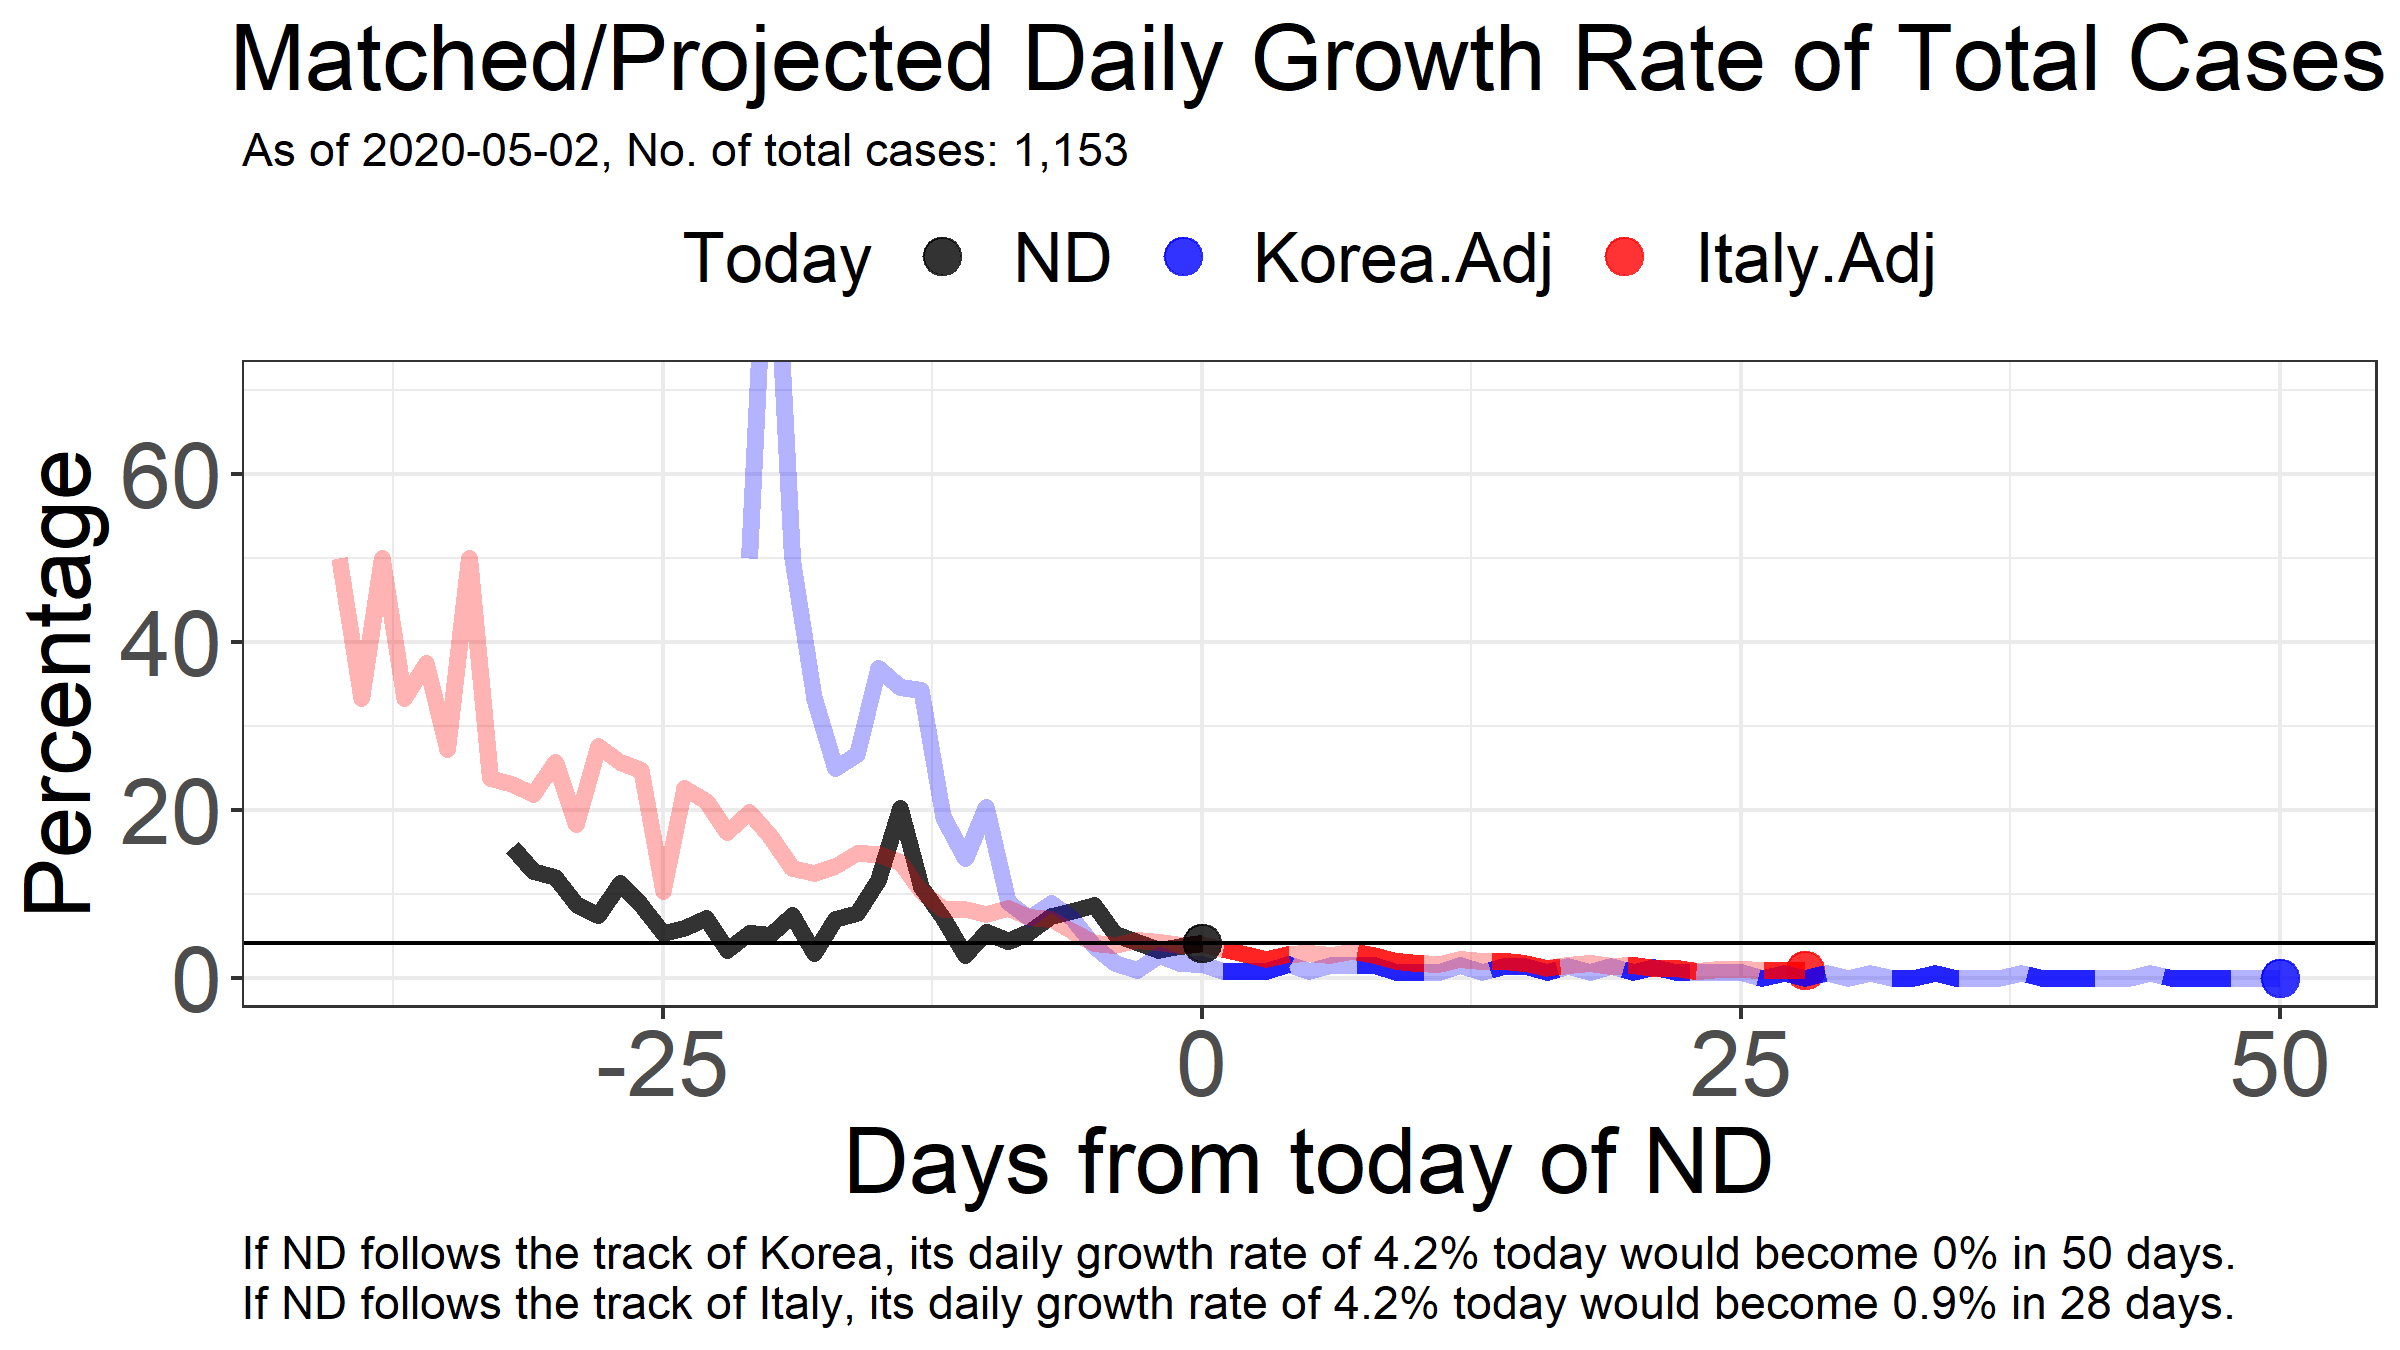 Matched/Projected Daily Growth Rate of Total Cases
As of 2020-05-02, No. of total cases: 1,153
Today ND Korea.Adj Italy.Adj
Percentage
60
40
20
0
-25 0 25 50
Days from today of ND
If ND follows the track of Korea, its daily growth rate of 4.2% today would become 0% in 50 days.
If ND follows the track of Italy, its daily growth rate of 4.2% today would become 0.9% in 28 days.